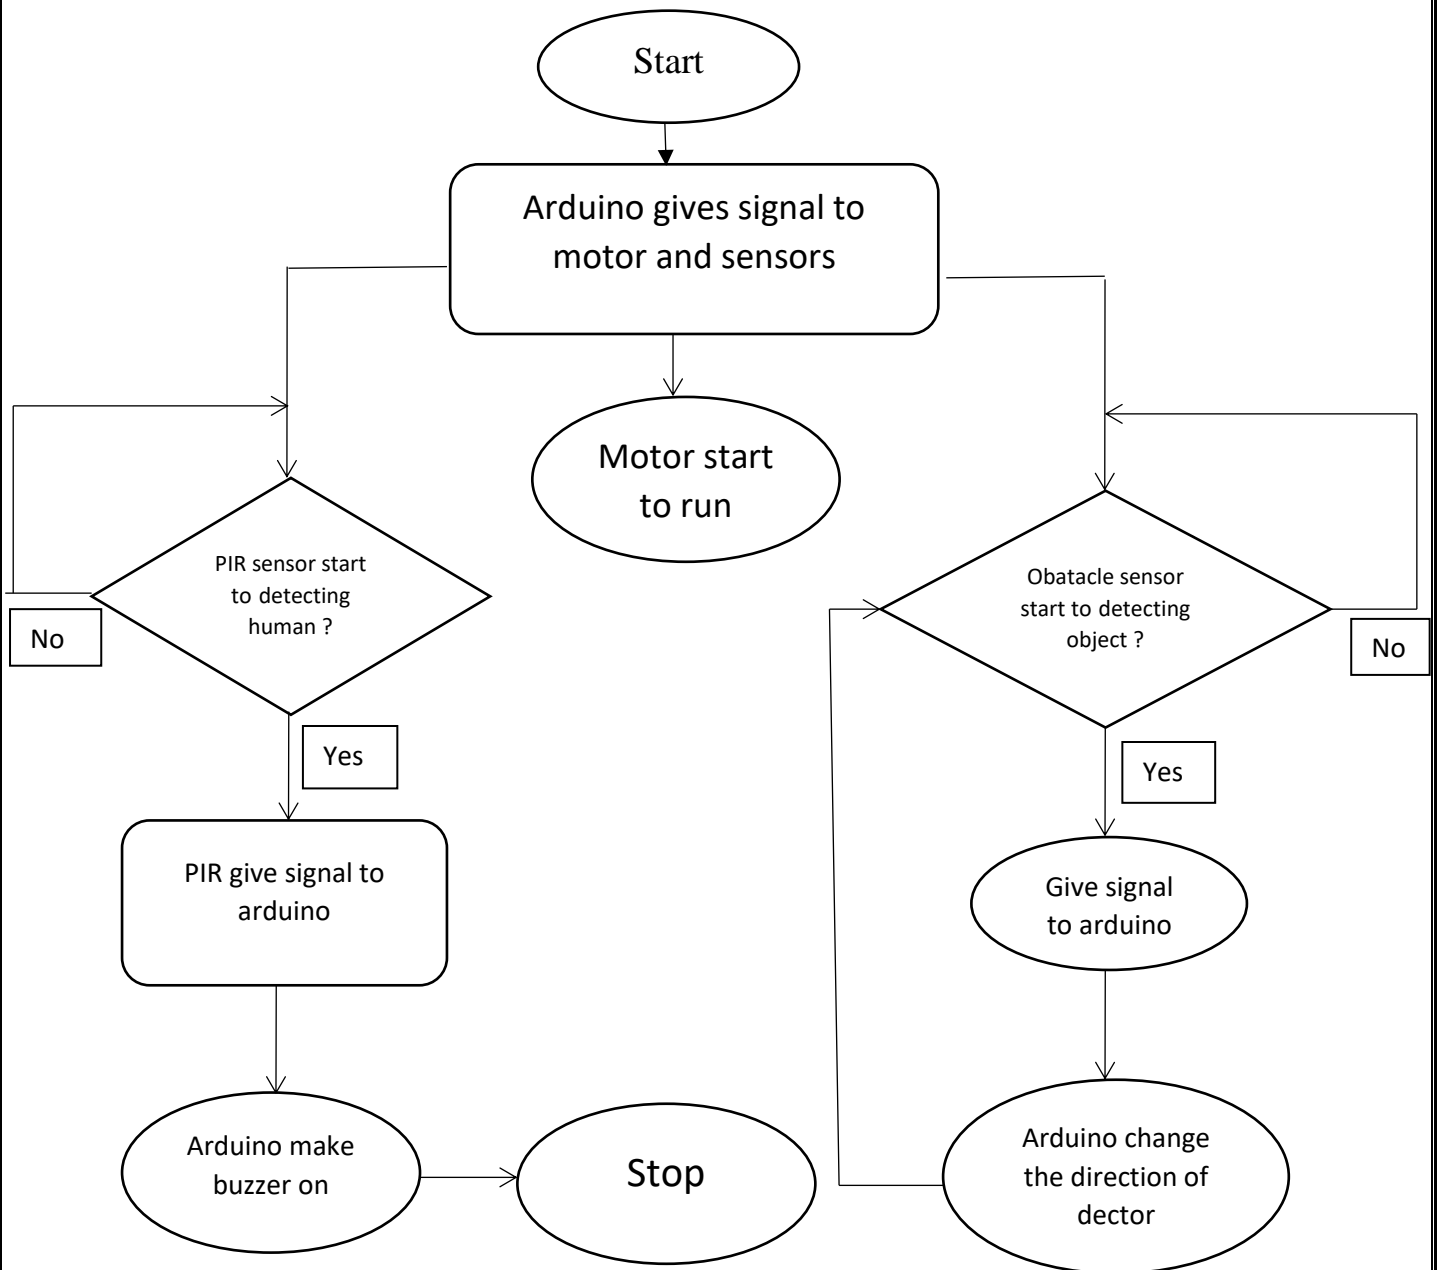 Start
Arduino gives signal to
motor and sensors
Motor start
to run
PIR sensor start
to detecting
human ?
No
Yes
PIR give signal to
arduino
Arduino make
buzzer on
Stop
Obatacle sensor
start to detecting
object ?
No
Yes
Give signal
to arduino
Arduino change
the direction of
dector